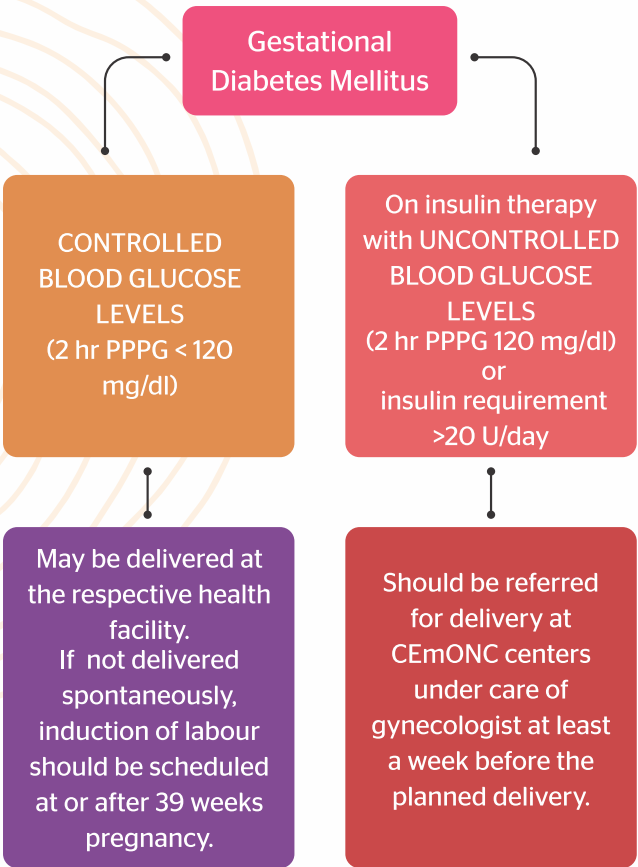 Gestational
Diabetes Mellitus
CONTROLLED
BLOOD GLUCOSE
LEVELS
(2 hr PPPG < 120
mg/dl)
On insulin therapy
with UNCONTROLLED
BLOOD GLUCOSE
LEVELS
(2 hr PPPG 120 mg/dl)
or
insulin requirement
>20 U/day
May be delivered at
the respective health
facility.
If not delivered
spontaneously,
induction of labour
should be scheduled
at or after 39 weeks
pregnancy.
Should be referred
for delivery at
CEmONC centers
under care of
gynecologist at least
a week before the
planned delivery.